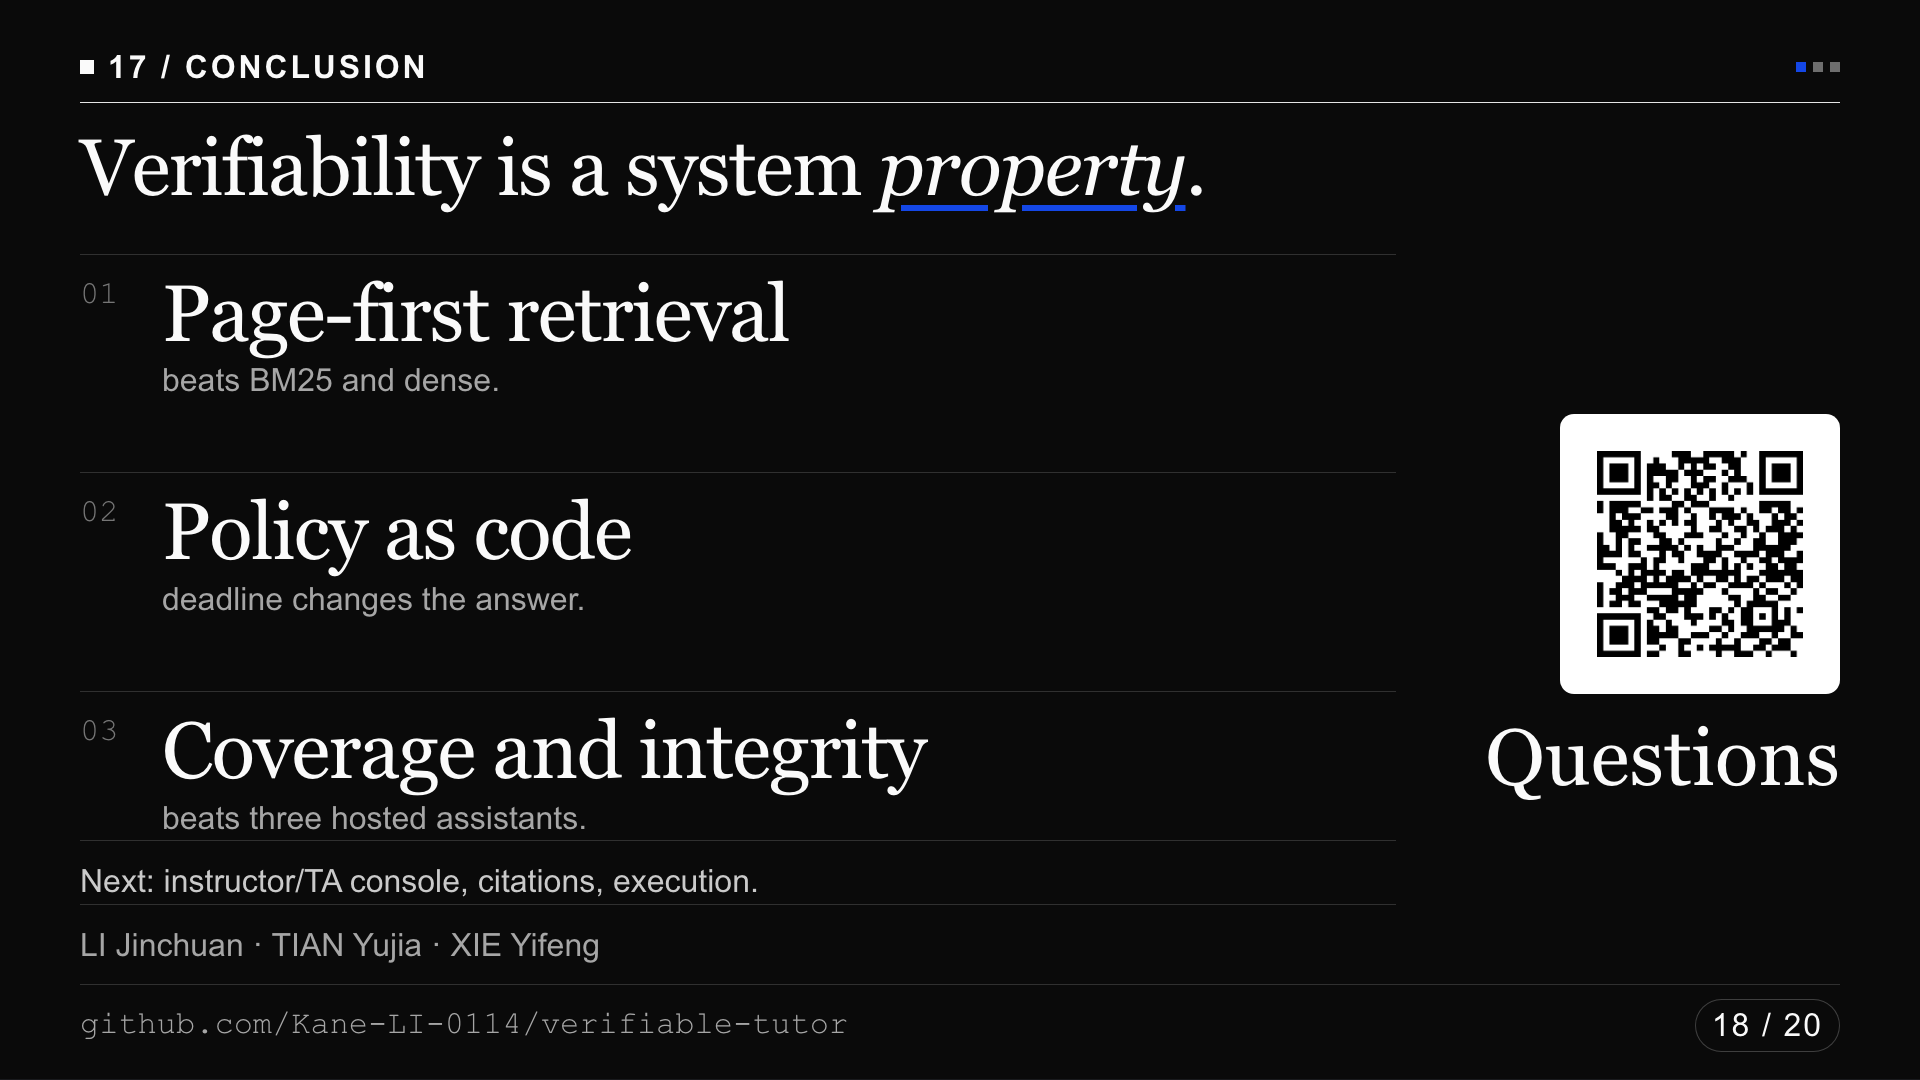 17 / CONCLUSION
Verifiability is a system property.
01
Page-first retrieval
beats BM25 and dense.
02
Policy as code
deadline changes the answer.
03
Coverage and integrity
beats three hosted assistants.
Next: instructor/TA console, citations, execution.
LI Jinchuan · TIAN Yujia · XIE Yifeng
Questions
github.com/Kane-LI-0114/verifiable-tutor
18 / 20